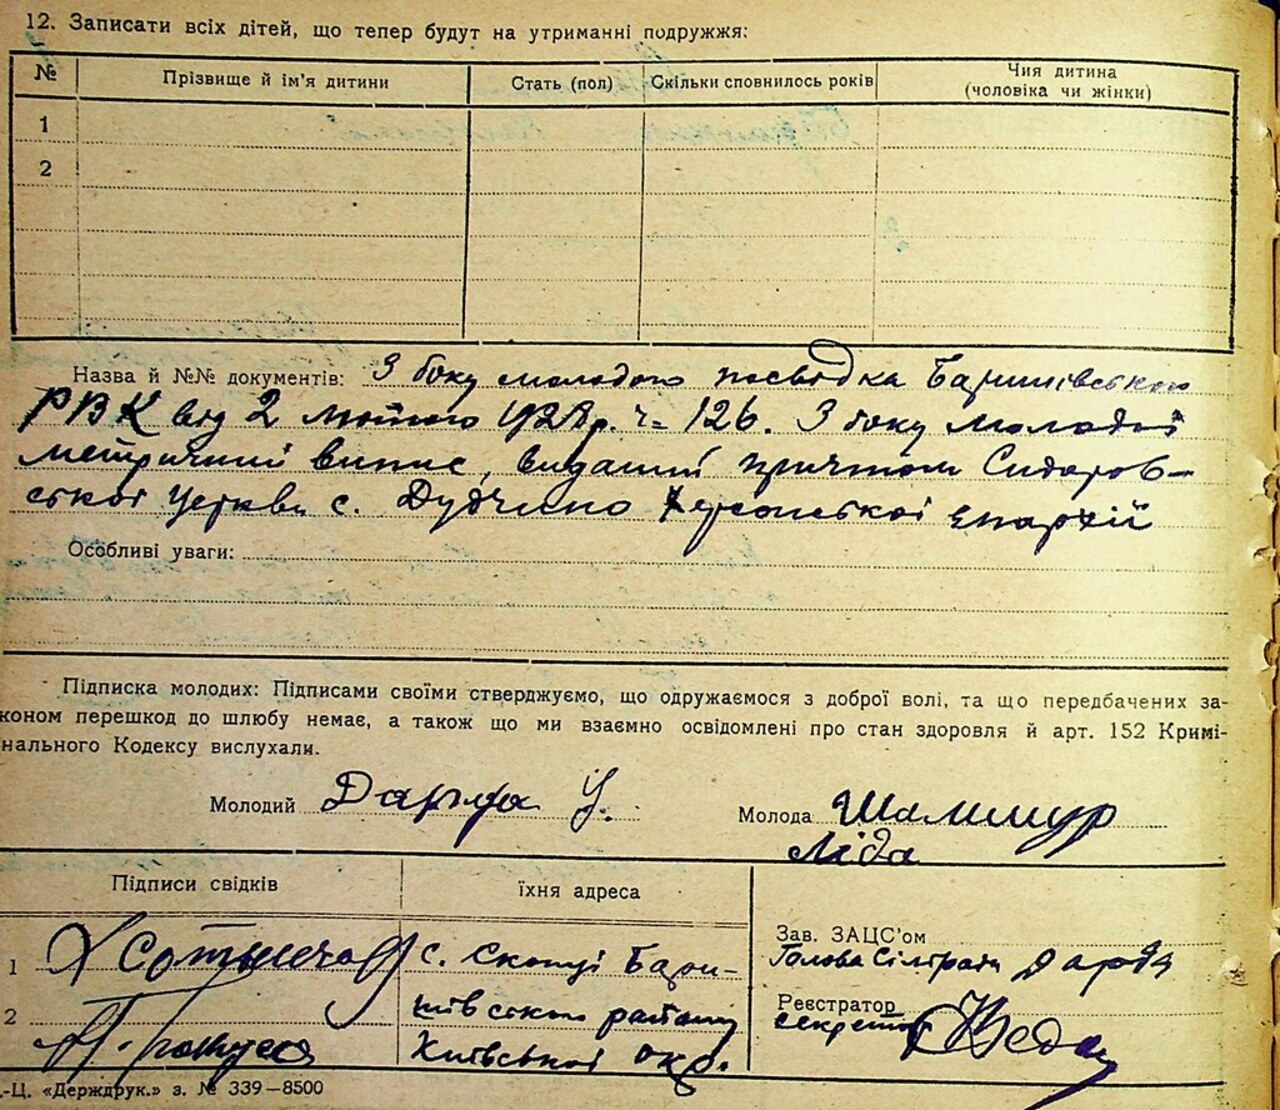 12. Записати всіх дітей, що тепер будут на утриманні подружжя:
№ Прізвище й ім'я дитини Стать (пол) Скільки сповнилось років Чия дитина
(чоловіка чи жінки)
1
2
Назва й №№ документів: З боку молодого посвідка Баришівського
РВК від 2 лютого 1928 р. ч= 126. З боку молодої
метричний випис, виданий причтом Сидоров-
ської церкви с. Дудчино Херсонської епархії
Особливі уваги:
Підписка молодих: Підписами своїми стверджуємо, що одружаємося з доброї волі, та що передбачених за-
коном перешкод до шлюбу немає, а також що ми взаємно освідомлені про стан здоровля й арт. 152 Кримі-
нального Кодексу вислухали.
Молодий У. Молода
Ліда
Підписи свідків їхня адреса
Зав. ЗАЦС'ом
1 с. Скопці Бари- Голова Сільради
Реєстратор
2 шівського району секретар
Київської окр.
.-Ц. «Держдрук.» з. № 339—8500